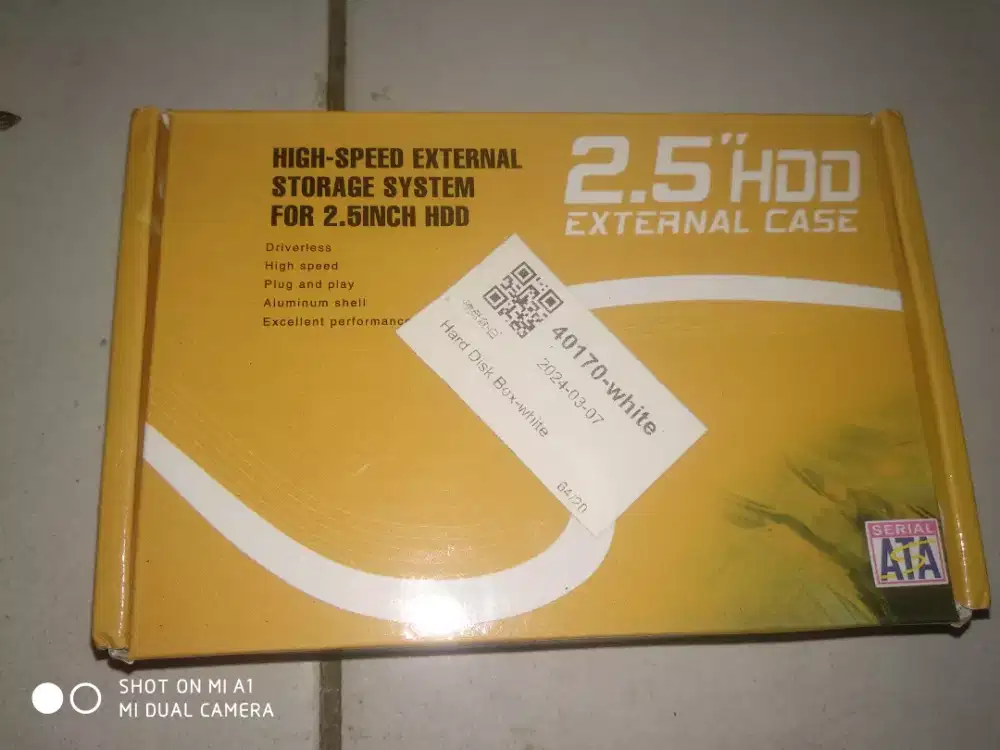 HIGH-SPEED EXTERNAL
STORAGE SYSTEM
FOR 2.5INCH HDD
Driverless
High speed
Plug and play
Aluminum shell
Excellent performance
2.5" HDD
EXTERNAL CASE
40170-white
2024-03-07
Hard Disk Box-white
64/20
SERIAL
ATA
SHOT ON MI A1
MI DUAL CAMERA